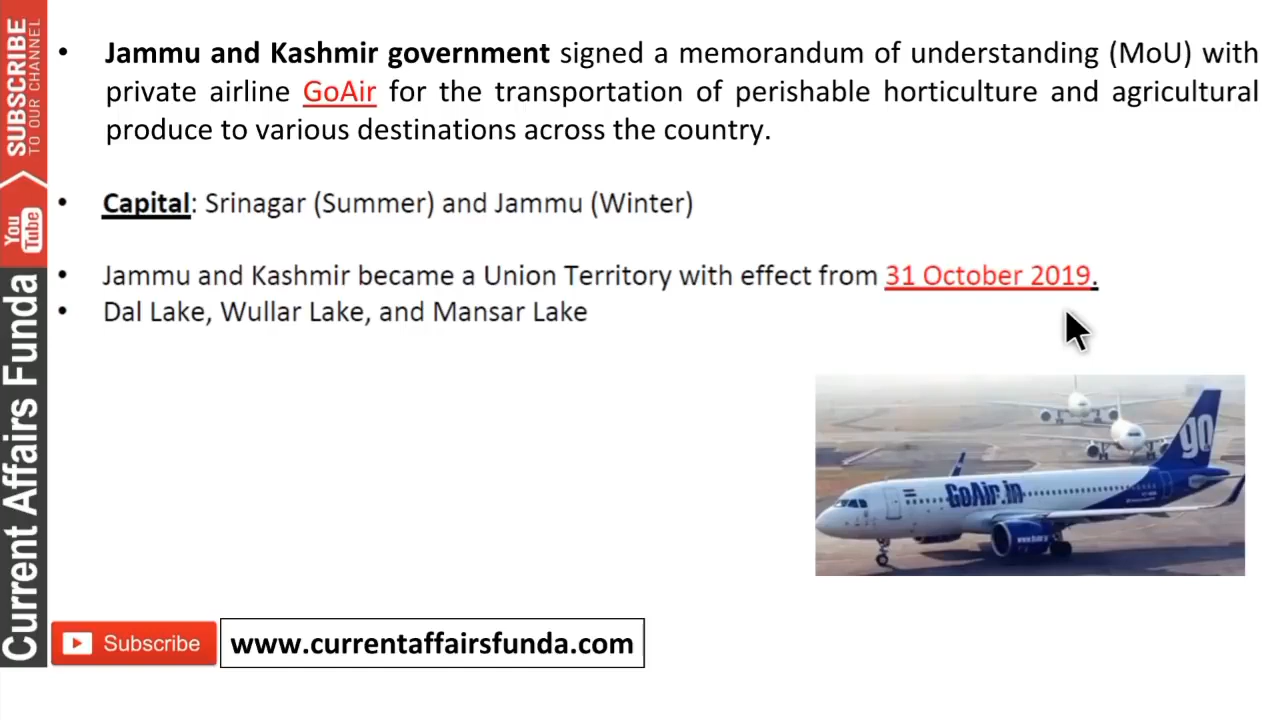 SUBSCRIBE
TO OUR CHANNEL
You
Tube
Current Affairs Funda
• Jammu and Kashmir government signed a memorandum of understanding (MoU) with
private airline GoAir for the transportation of perishable horticulture and agricultural
produce to various destinations across the country.
• Capital: Srinagar (Summer) and Jammu (Winter)
• Jammu and Kashmir became a Union Territory with effect from 31 October 2019.
• Dal Lake, Wullar Lake, and Mansar Lake
go
GoAir.in
Subscribe
www.currentaffairsfunda.com